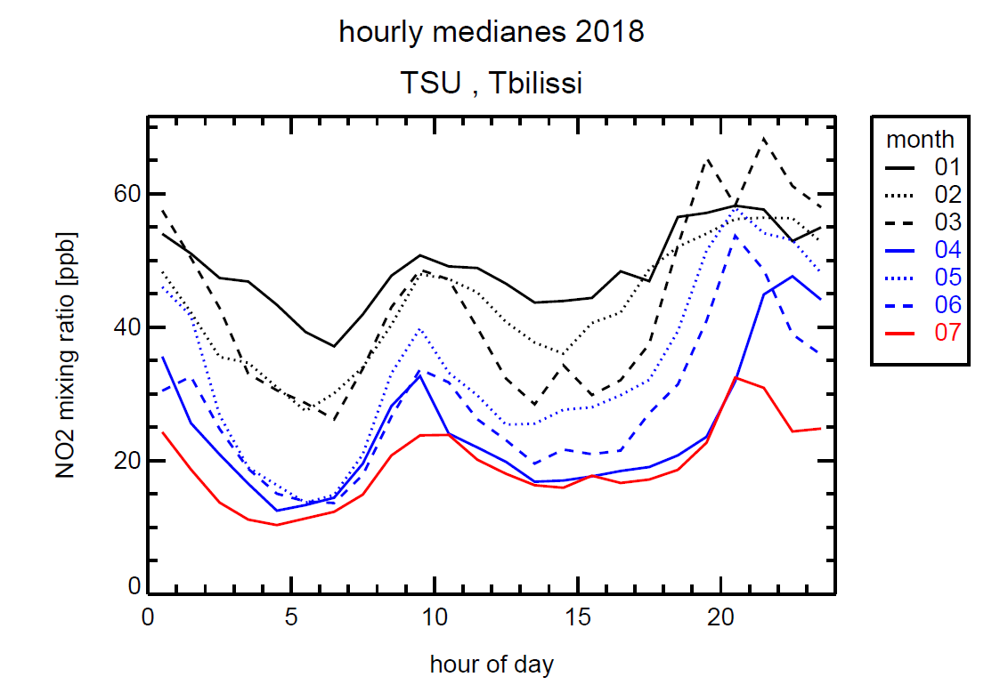 hourly medianes 2018
TSU , Tbilissi
NO2 mixing ratio [ppb]
60
40
20
0
0 5 10 15 20
hour of day
month
01
02
03
04
05
06
07